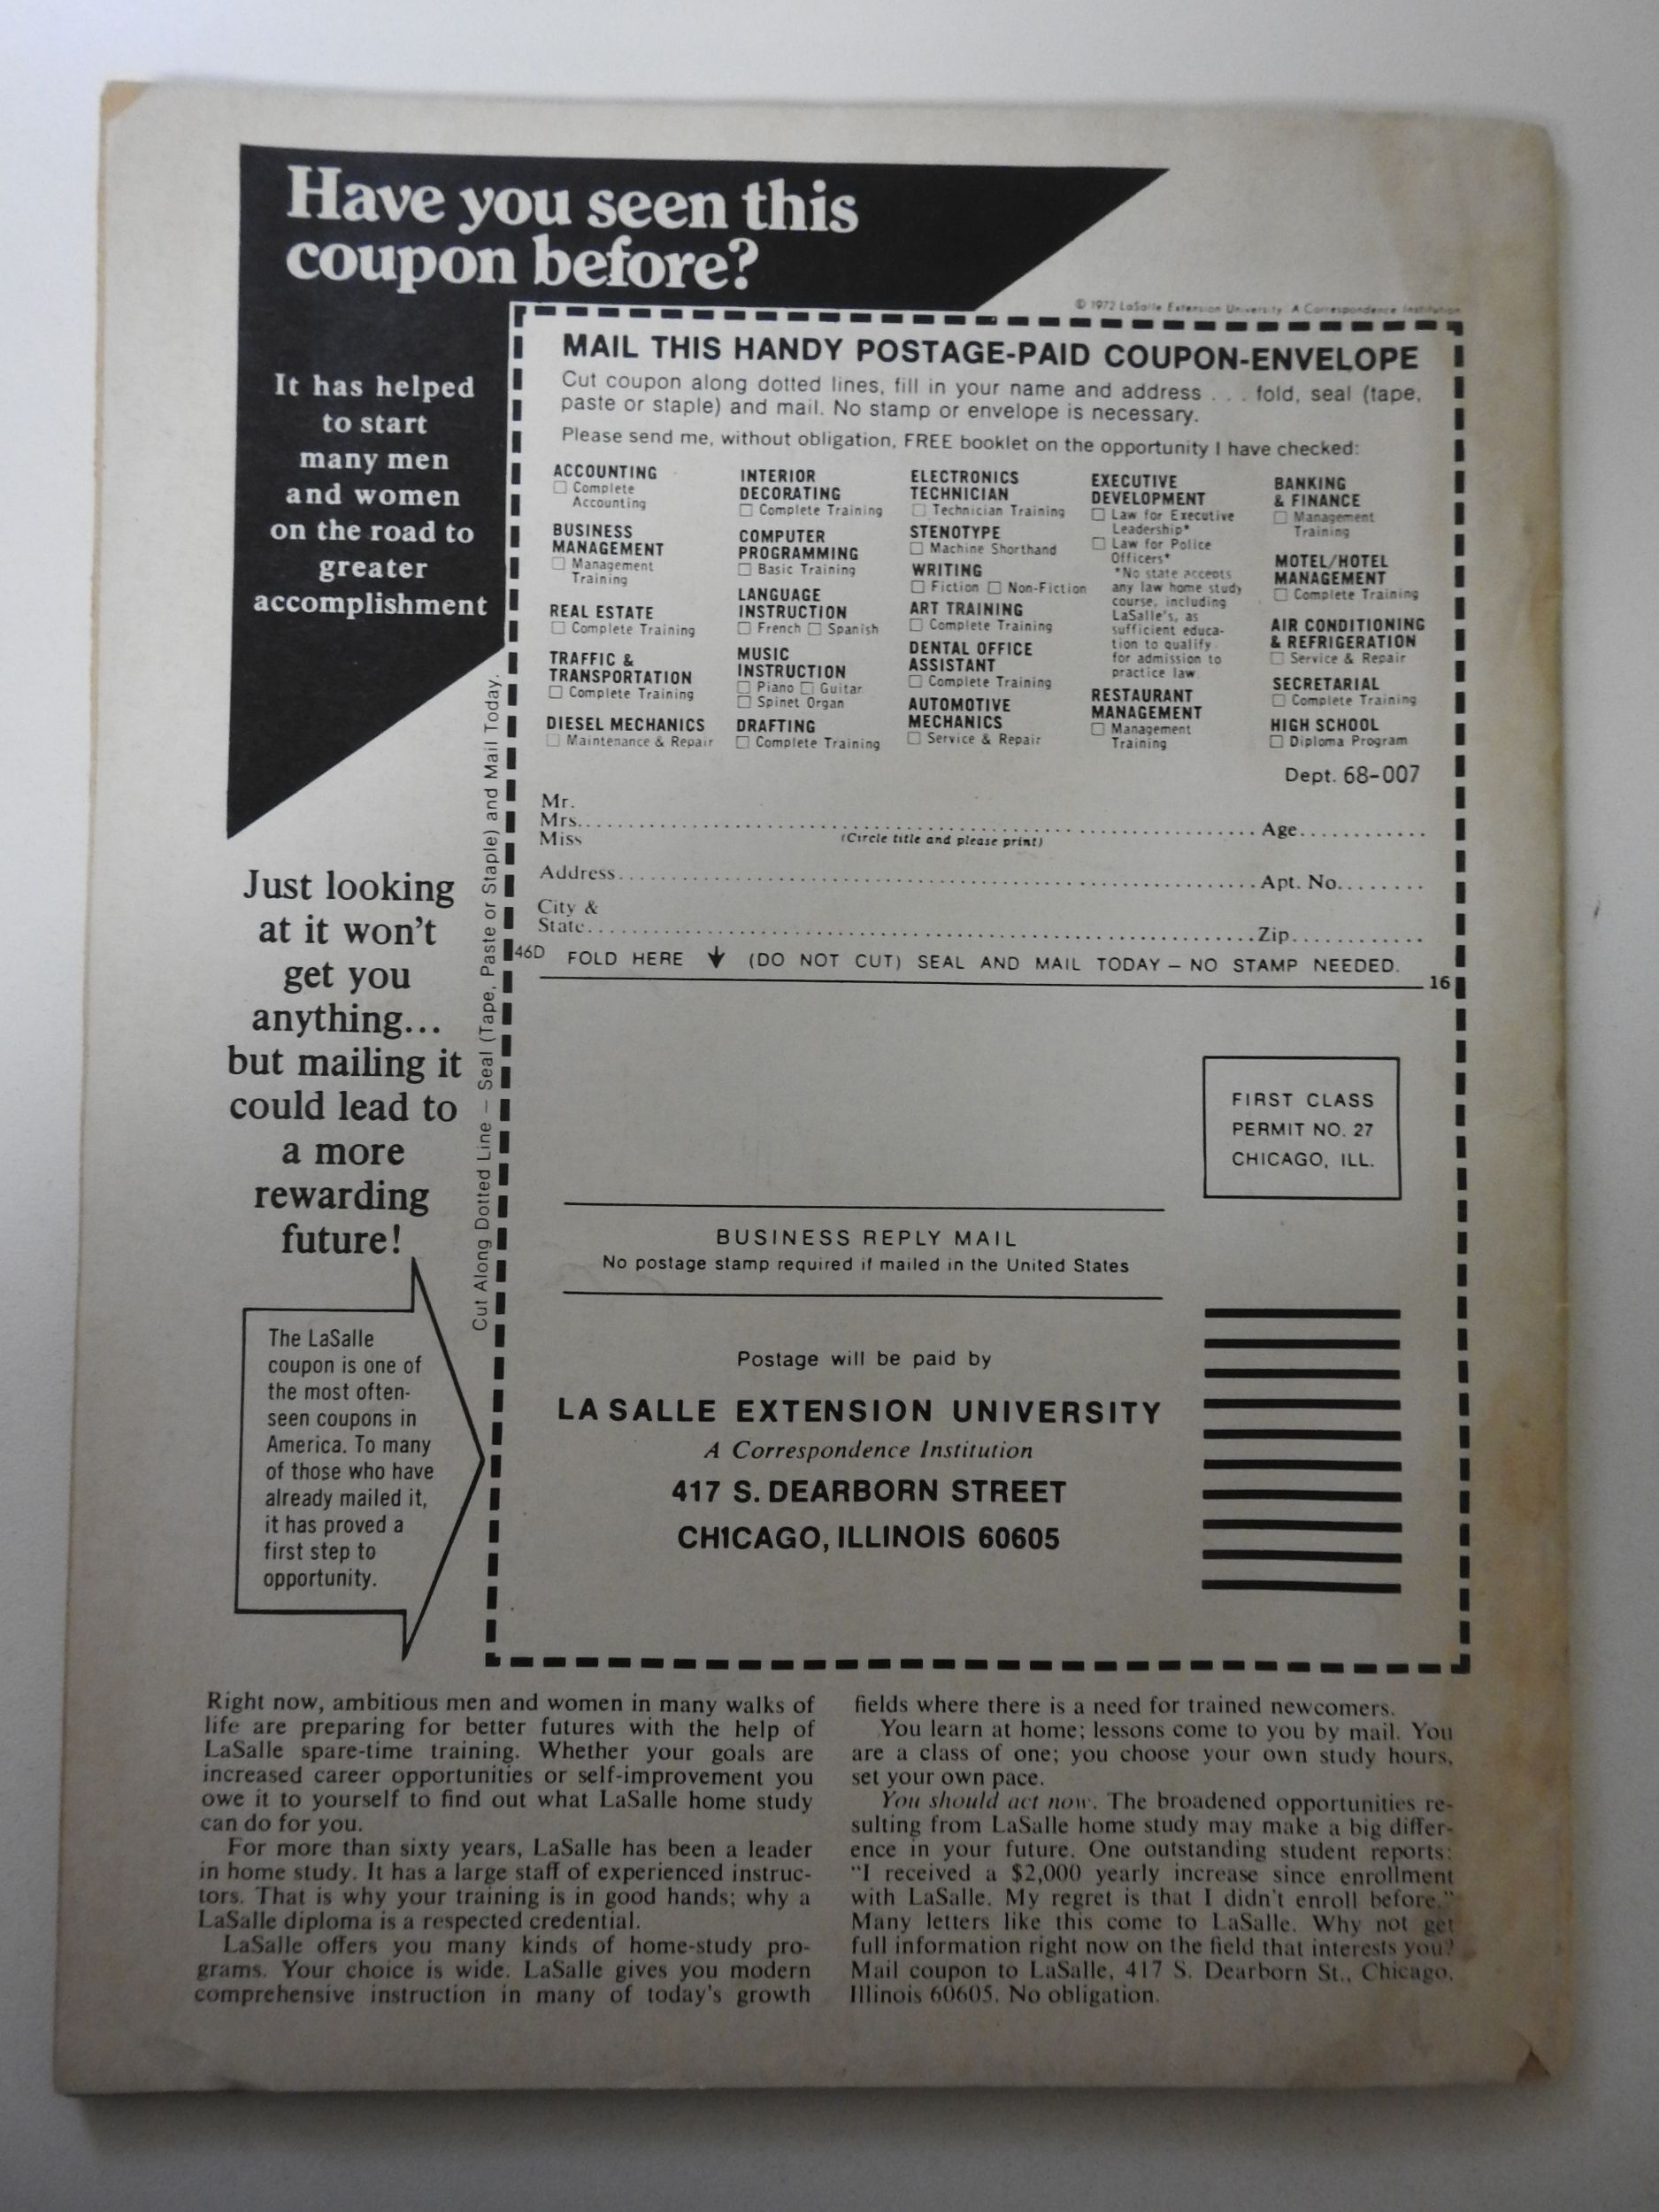 Have you seen this
coupon before?
© 1972 LaSalle Extension University A Correspondence Institution
It has helped
to start
many men
and women
on the road to
greater
accomplishment
MAIL THIS HANDY POSTAGE-PAID COUPON-ENVELOPE
Cut coupon along dotted lines, fill in your name and address . . . fold, seal (tape,
paste or staple) and mail. No stamp or envelope is necessary.
Please send me, without obligation, FREE booklet on the opportunity I have checked:
ACCOUNTING
☐ Complete
Accounting
BUSINESS
MANAGEMENT
☐ Management
Training
REAL ESTATE
☐ Complete Training
TRAFFIC &
TRANSPORTATION
☐ Complete Training
DIESEL MECHANICS
☐ Maintenance & Repair
INTERIOR
DECORATING
☐ Complete Training
COMPUTER
PROGRAMMING
☐ Basic Training
LANGUAGE
INSTRUCTION
☐ French ☐ Spanish
MUSIC
INSTRUCTION
☐ Piano ☐ Guitar
☐ Spinet Organ
DRAFTING
☐ Complete Training
ELECTRONICS
TECHNICIAN
☐ Technician Training
STENOTYPE
☐ Machine Shorthand
WRITING
☐ Fiction ☐ Non-Fiction
ART TRAINING
☐ Complete Training
DENTAL OFFICE
ASSISTANT
☐ Complete Training
AUTOMOTIVE
MECHANICS
☐ Service & Repair
EXECUTIVE
DEVELOPMENT
☐ Law for Executive
Leadership*
☐ Law for Police
Officers*
*No state accepts
any law home study
course, including
LaSalle's, as
sufficient educa-
tion to qualify
for admission to
practice law.
RESTAURANT
MANAGEMENT
☐ Management
Training
BANKING
& FINANCE
☐ Management
Training
MOTEL/HOTEL
MANAGEMENT
☐ Complete Training
AIR CONDITIONING
& REFRIGERATION
☐ Service & Repair
SECRETARIAL
☐ Complete Training
HIGH SCHOOL
☐ Diploma Program
Dept. 68-007
Mr.
Mrs. Age
Miss (Circle title and please print)
Address Apt. No.
City &
State Zip
46D FOLD HERE ↓ (DO NOT CUT) SEAL AND MAIL TODAY — NO STAMP NEEDED.
16
Cut Along Dotted Line — Seal (Tape, Paste or Staple) and Mail Today.
Just looking
at it won't
get you
anything...
but mailing it
could lead to
a more
rewarding
future!
FIRST CLASS
PERMIT NO. 27
CHICAGO, ILL.
BUSINESS REPLY MAIL
No postage stamp required if mailed in the United States
Postage will be paid by
LA SALLE EXTENSION UNIVERSITY
A Correspondence Institution
417 S. DEARBORN STREET
CHICAGO, ILLINOIS 60605
The LaSalle
coupon is one of
the most often-
seen coupons in
America. To many
of those who have
already mailed it,
it has proved a
first step to
opportunity.
Right now, ambitious men and women in many walks of
life are preparing for better futures with the help of
LaSalle spare-time training. Whether your goals are
increased career opportunities or self-improvement you
owe it to yourself to find out what LaSalle home study
can do for you.
For more than sixty years, LaSalle has been a leader
in home study. It has a large staff of experienced instruc-
tors. That is why your training is in good hands; why a
LaSalle diploma is a respected credential.
LaSalle offers you many kinds of home-study pro-
grams. Your choice is wide. LaSalle gives you modern
comprehensive instruction in many of today's growth
fields where there is a need for trained newcomers.
You learn at home; lessons come to you by mail. You
are a class of one; you choose your own study hours,
set your own pace.
You should act now. The broadened opportunities re-
sulting from LaSalle home study may make a big differ-
ence in your future. One outstanding student reports:
"I received a $2,000 yearly increase since enrollment
with LaSalle. My regret is that I didn't enroll before."
Many letters like this come to LaSalle. Why not get
full information right now on the field that interests you?
Mail coupon to LaSalle, 417 S. Dearborn St., Chicago,
Illinois 60605. No obligation.